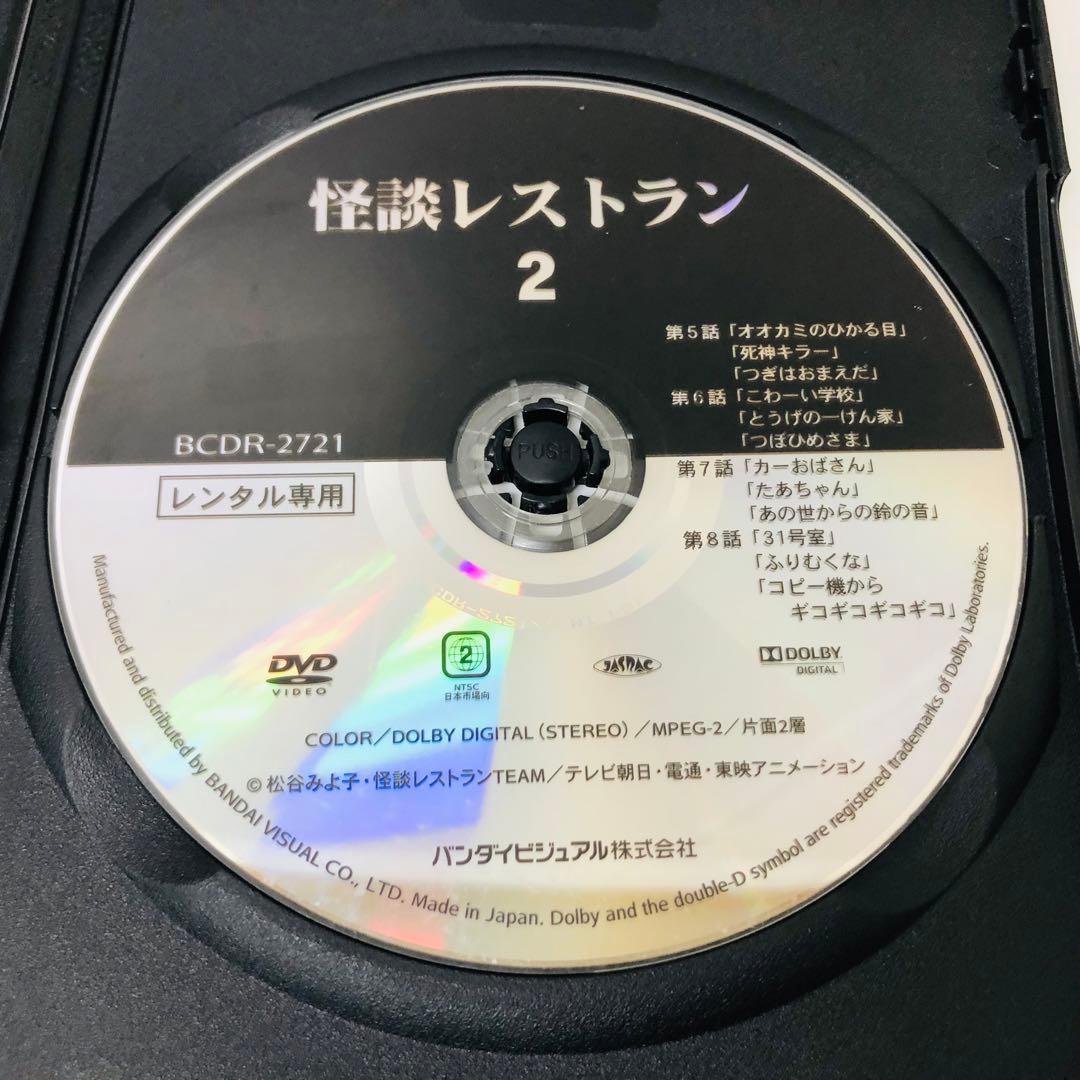 怪談レストラン
2
第5話「オオカミのひかる目」
「死神キラー」
「つぎはおまえだ」
第6話「こわーい学校」
「とうげの一けん家」
「つぼひめさま」
第7話「カーおばさん」
「たあちゃん」
「あの世からの鈴の音」
第8話「31号室」
「ふりむくな」
「コピー機から
ギコギコギコギコ」
BCDR-2721
レンタル専用
PUSH
DVD
VIDEO
2
NTSC
日本市場向
JASRAC
DOLBY
DIGITAL
COLOR/DOLBY DIGITAL(STEREO)/MPEG-2/片面2層
© 松谷みよ子・怪談レストランTEAM/テレビ朝日・電通・東映アニメーション
バンダイビジュアル株式会社
Manufactured and distributed by BANDAI VISUAL CO., LTD. Made in Japan. Dolby and the double-D symbol are registered trademarks of Dolby Laboratories.